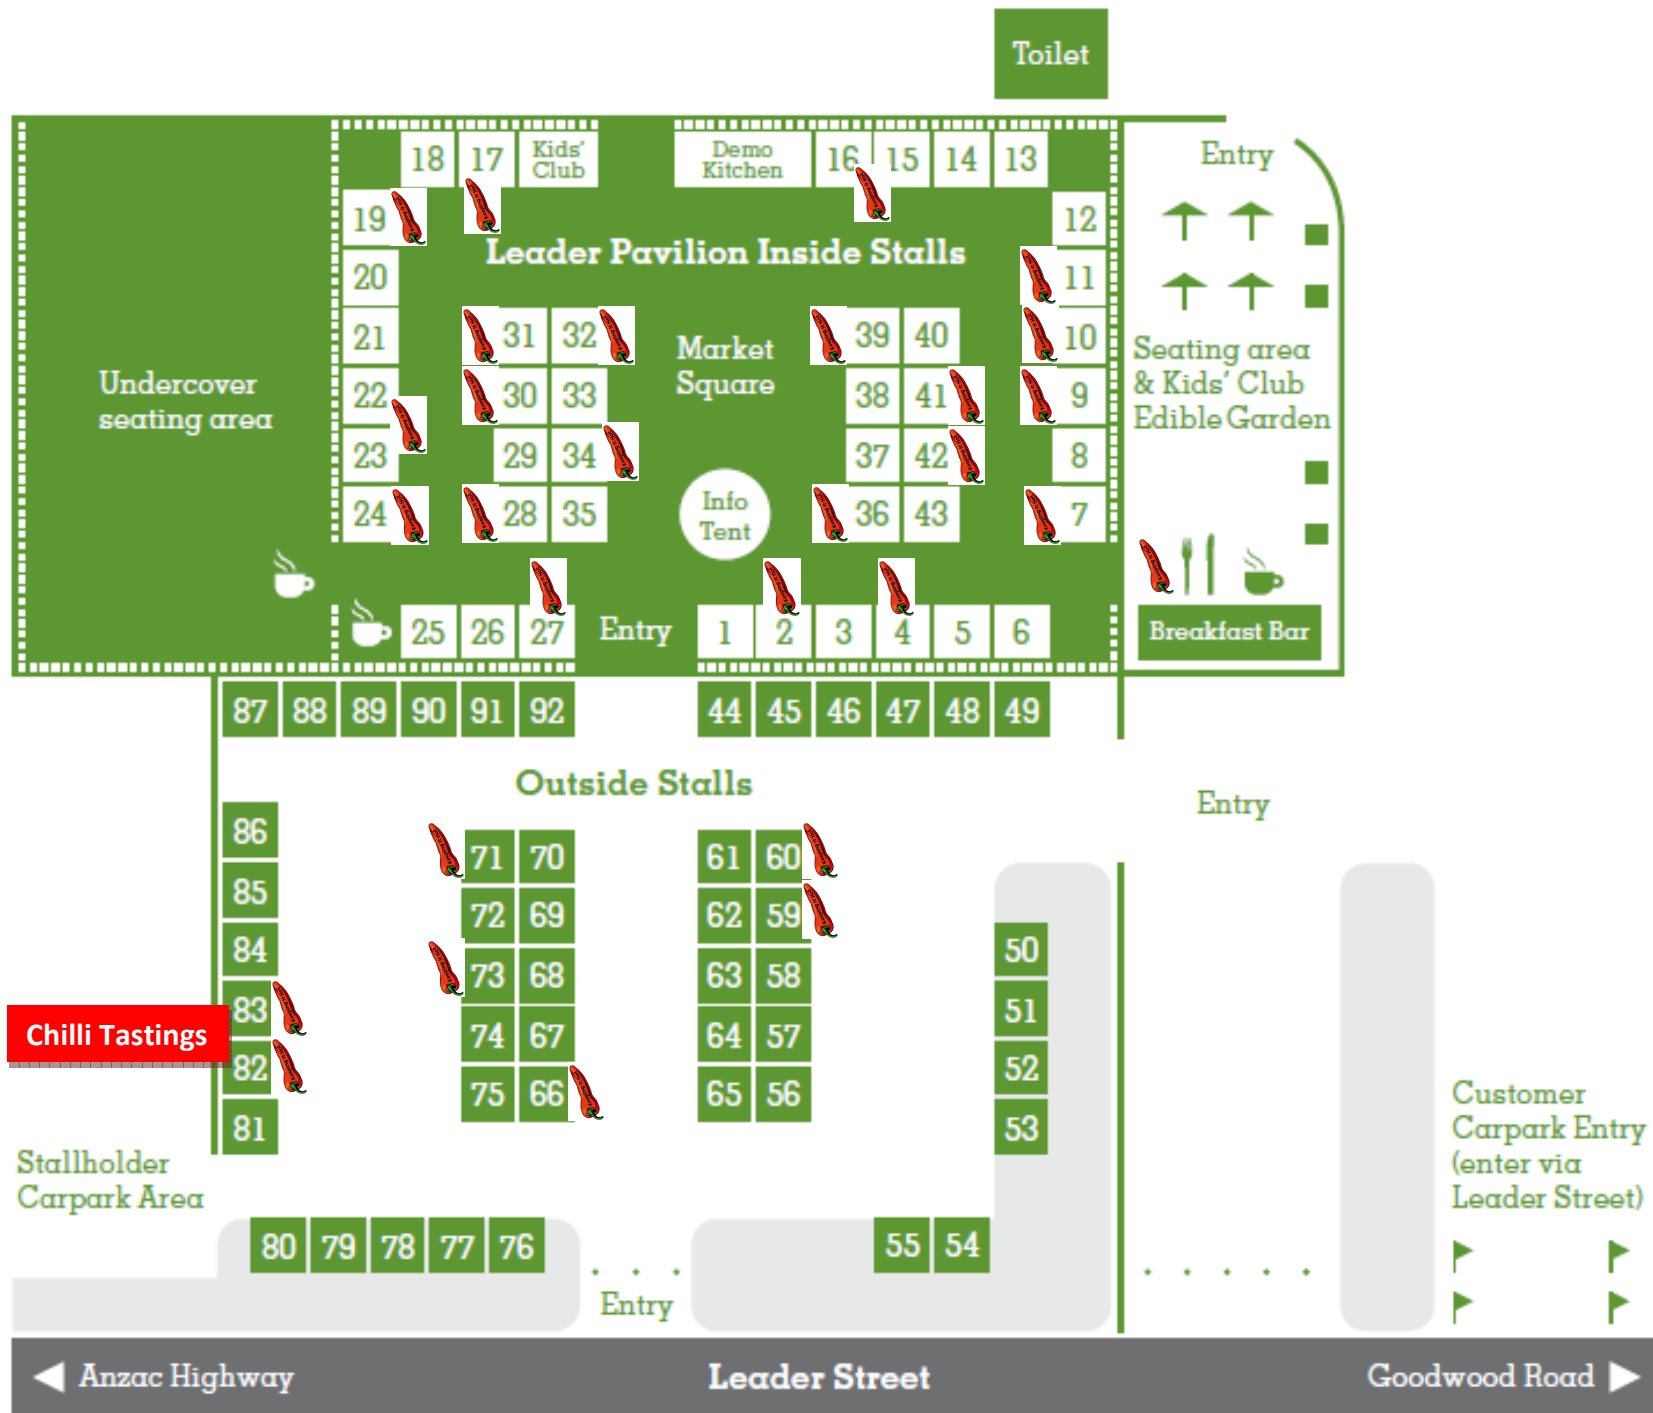 Toilet
18 17 Kids’ Club Demo Kitchen 16 15 14 13
Entry
19 12
Leader Pavilion Inside Stalls
20 11
21 31 32 Market Square 39 40 10
Seating area
& Kids’ Club
Edible Garden
Undercover
seating area
22 30 33 38 41 9
23 29 34 37 42 8
24 28 35 Info Tent 36 43 7
25 26 27 Entry 1 2 3 4 5 6 Breakfast Bar
87 88 89 90 91 92 44 45 46 47 48 49
Outside Stalls
Entry
86 71 70 61 60
85 72 69 62 59
84 73 68 63 58 50
83 74 67 64 57 51
Chilli Tastings
82 75 66 65 56 52
81 53
Customer
Carpark Entry
(enter via
Leader Street)
Stallholder
Carpark Area
80 79 78 77 76 55 54
Entry
Anzac Highway Leader Street Goodwood Road